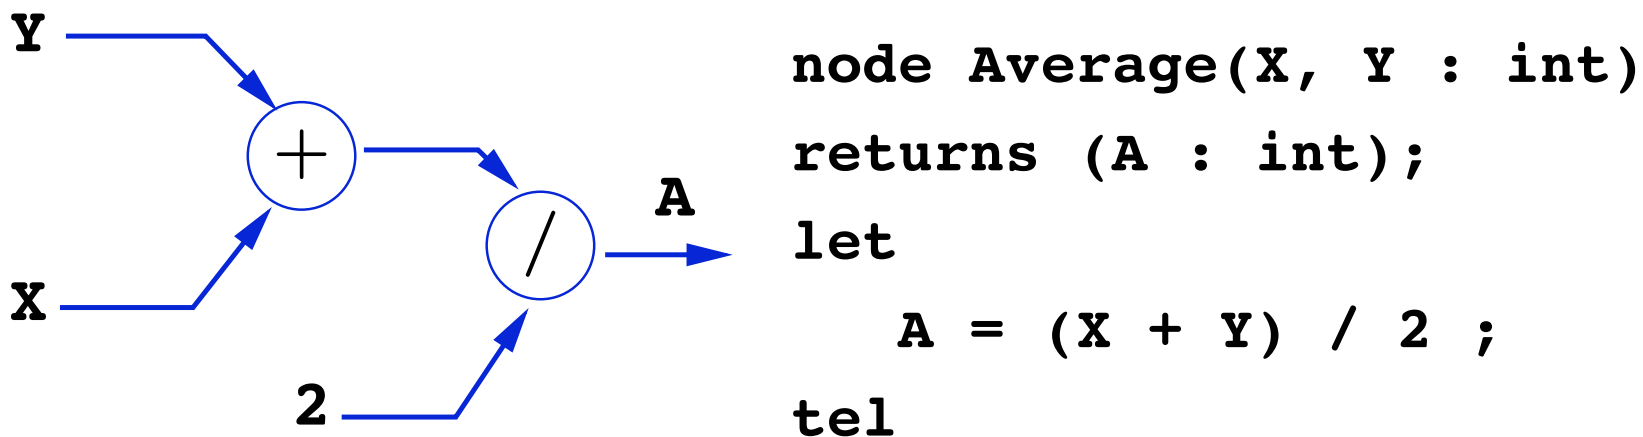 Y
+
X
/
A
2
node Average(X, Y : int)
returns (A : int);
let
A = (X + Y) / 2 ;
tel